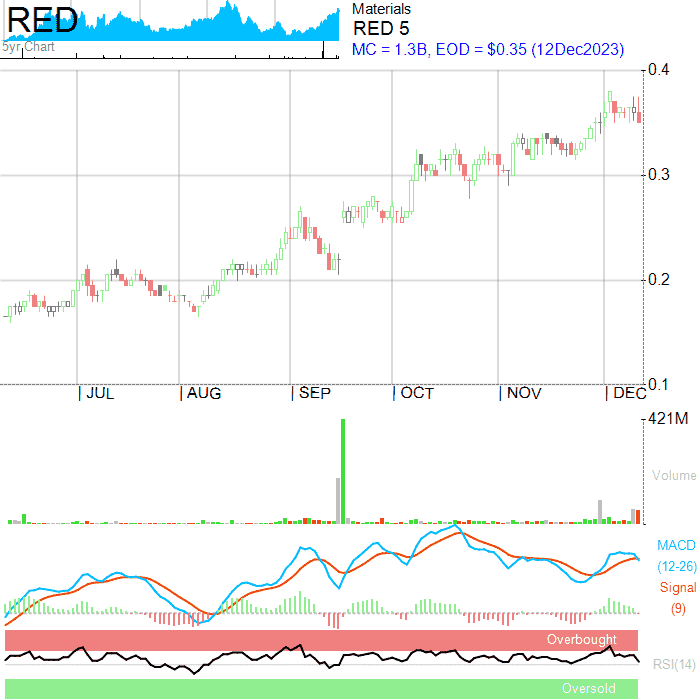 RED
5yr Chart
Materials
RED 5
MC = 1.3B, EOD = $0.35 (12Dec2023)
0.4
0.3
0.2
0.1
JUL
AUG
SEP
OCT
NOV
DEC
421M
Volume
MACD
(12-26)
Signal
(9)
Overbought
RSI(14)
Oversold